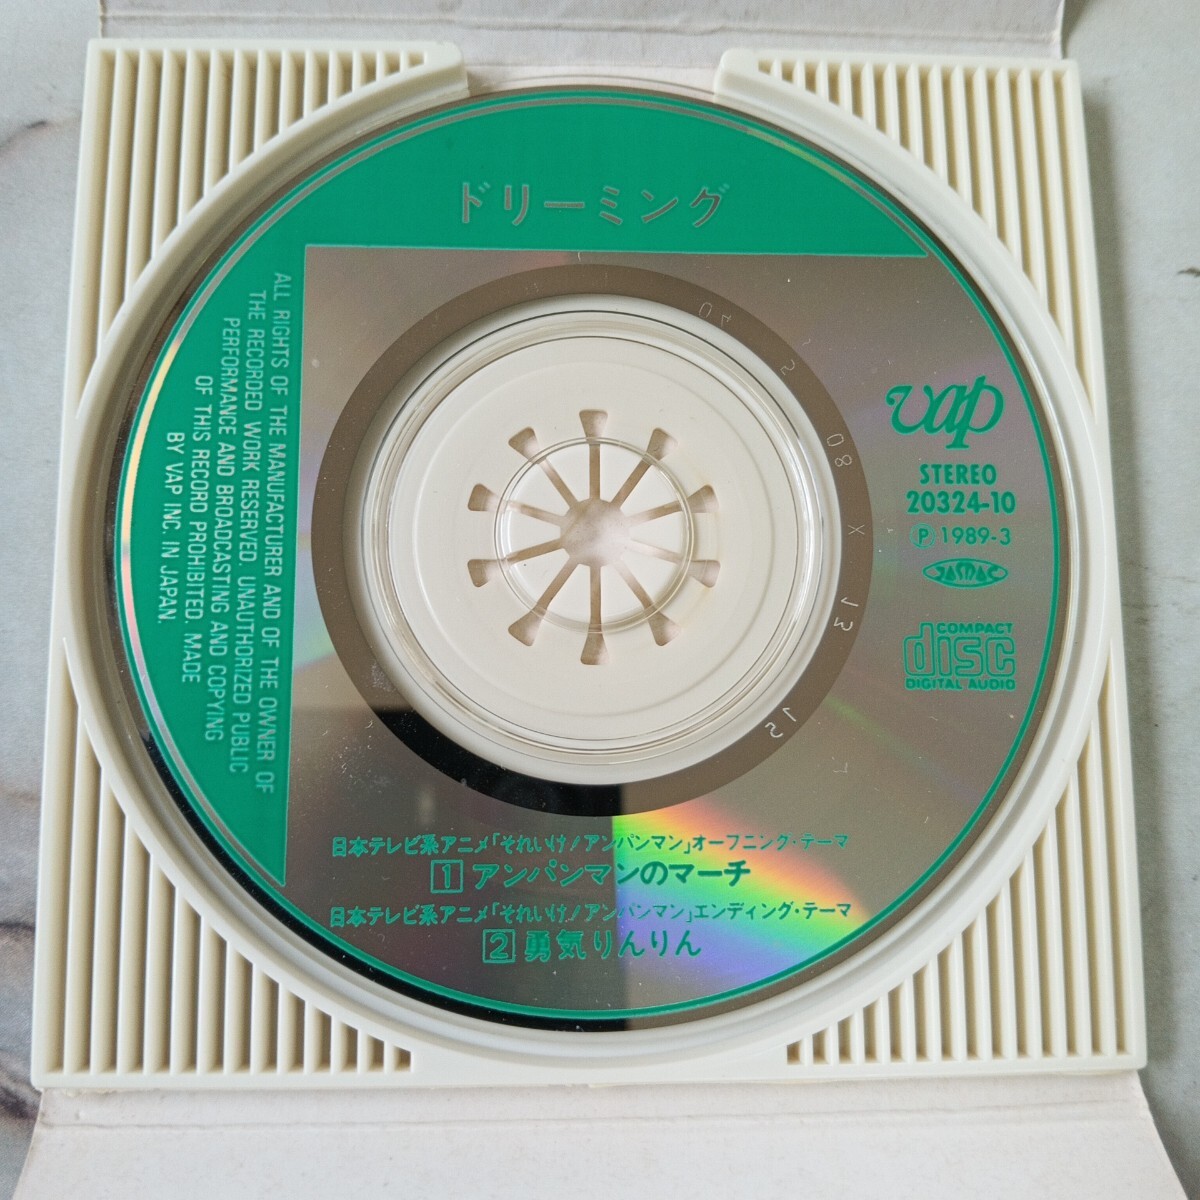 ドリーミング
ALL RIGHTS OF THE MANUFACTURER AND OF THE OWNER OF
THE RECORDED WORK RESERVED. UNAUTHORIZED PUBLIC
PERFORMANCE AND BROADCASTING AND COPYING
OF THIS RECORD PROHIBITED. MADE
BY VAP INC. IN JAPAN.
vap
STEREO
20324-10
Ⓟ 1989-3
JASRAC
COMPACT
disc
DIGITAL AUDIO
日本テレビ系アニメ「それいけ!アンパンマン」オープニング・テーマ
1 アンパンマンのマーチ
日本テレビ系アニメ「それいけ!アンパンマン」エンディング・テーマ
2 勇気りんりん